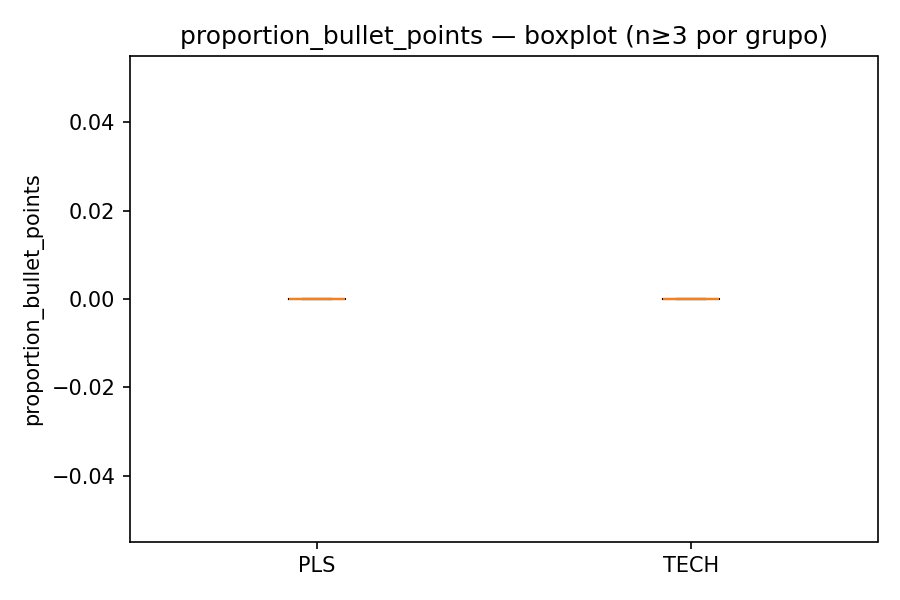 proportion_bullet_points — boxplot (n≥3 por grupo)
proportion_bullet_points
0.04
0.02
0.00
−0.02
−0.04
PLS
TECH